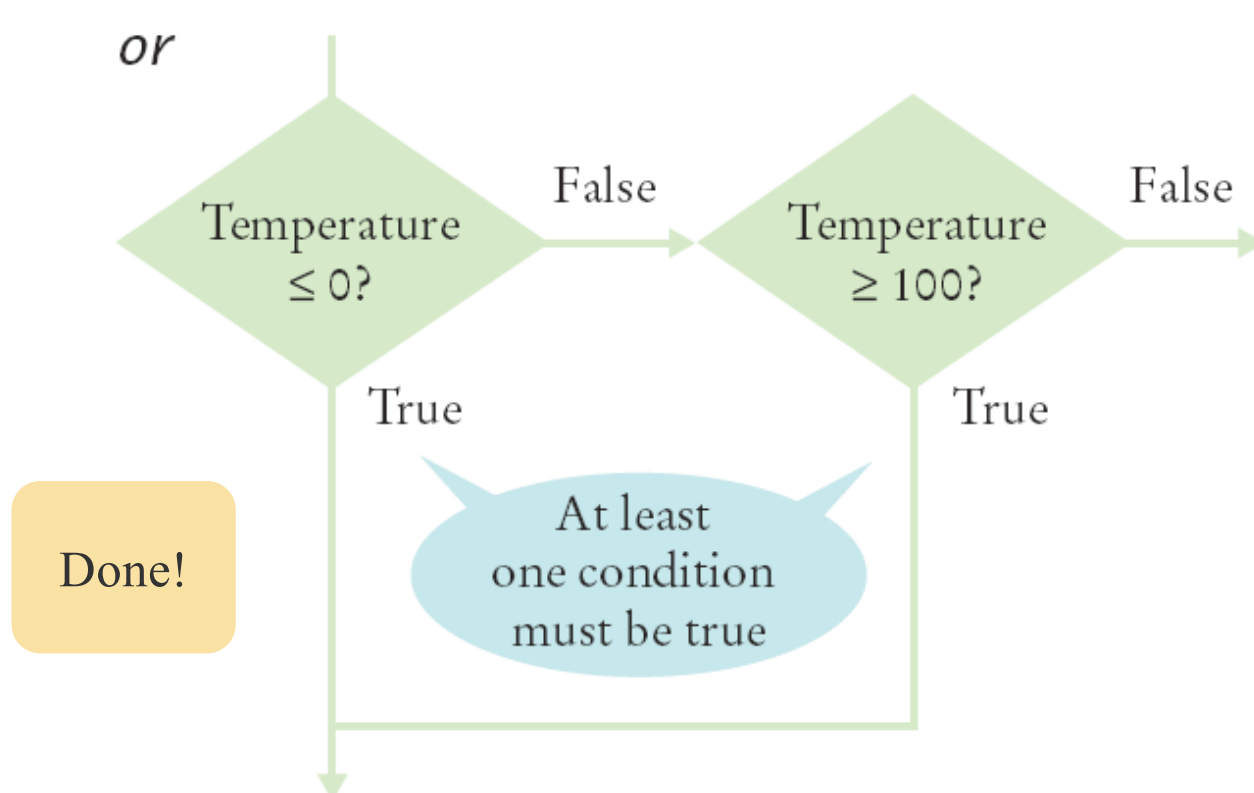 or
False
False
Temperature
≤ 0?
Temperature
≥ 100?
True
True
At least
one condition
must be true
Done!